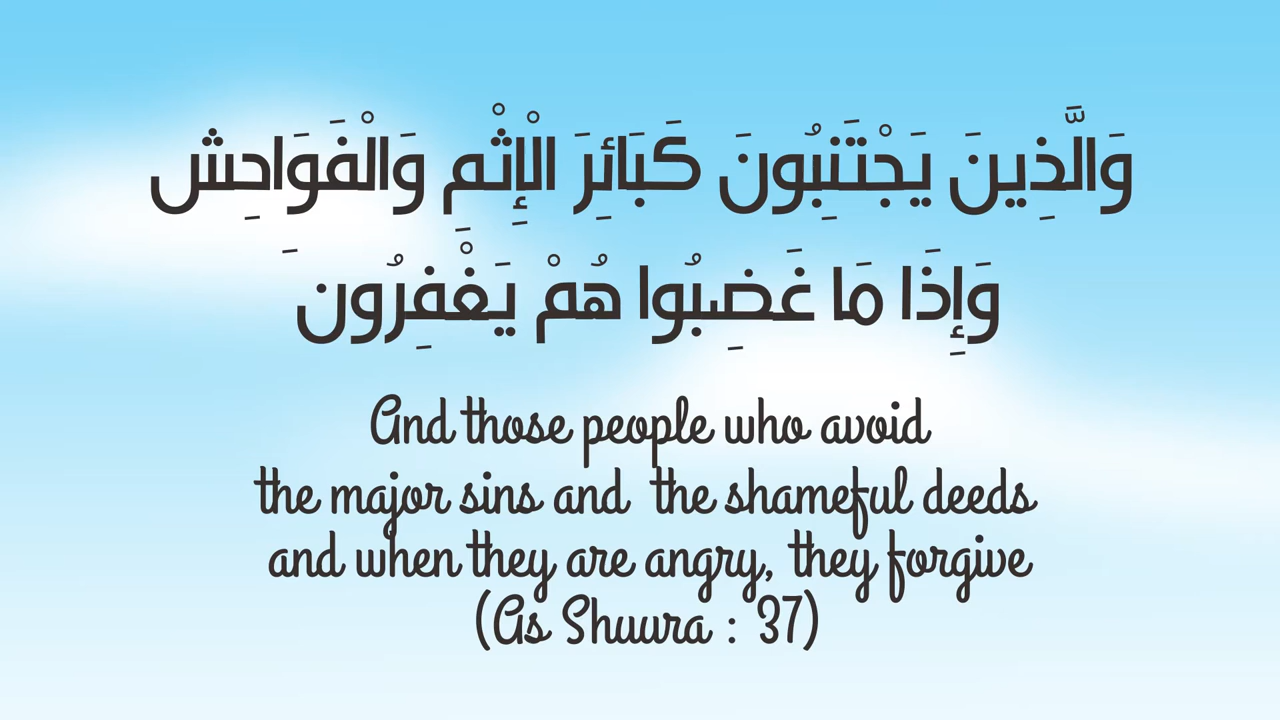 وَالَّذِينَ يَجْتَنِبُونَ كَبَائِرَ الْإِثْمِ وَالْفَوَاحِش
وَإِذَا مَا غَضِبُوا هُمْ يَغْفِرُونَ
And those people who avoid
the major sins and the shameful deeds
and when they are angry, they forgive
(As Shuura : 37)